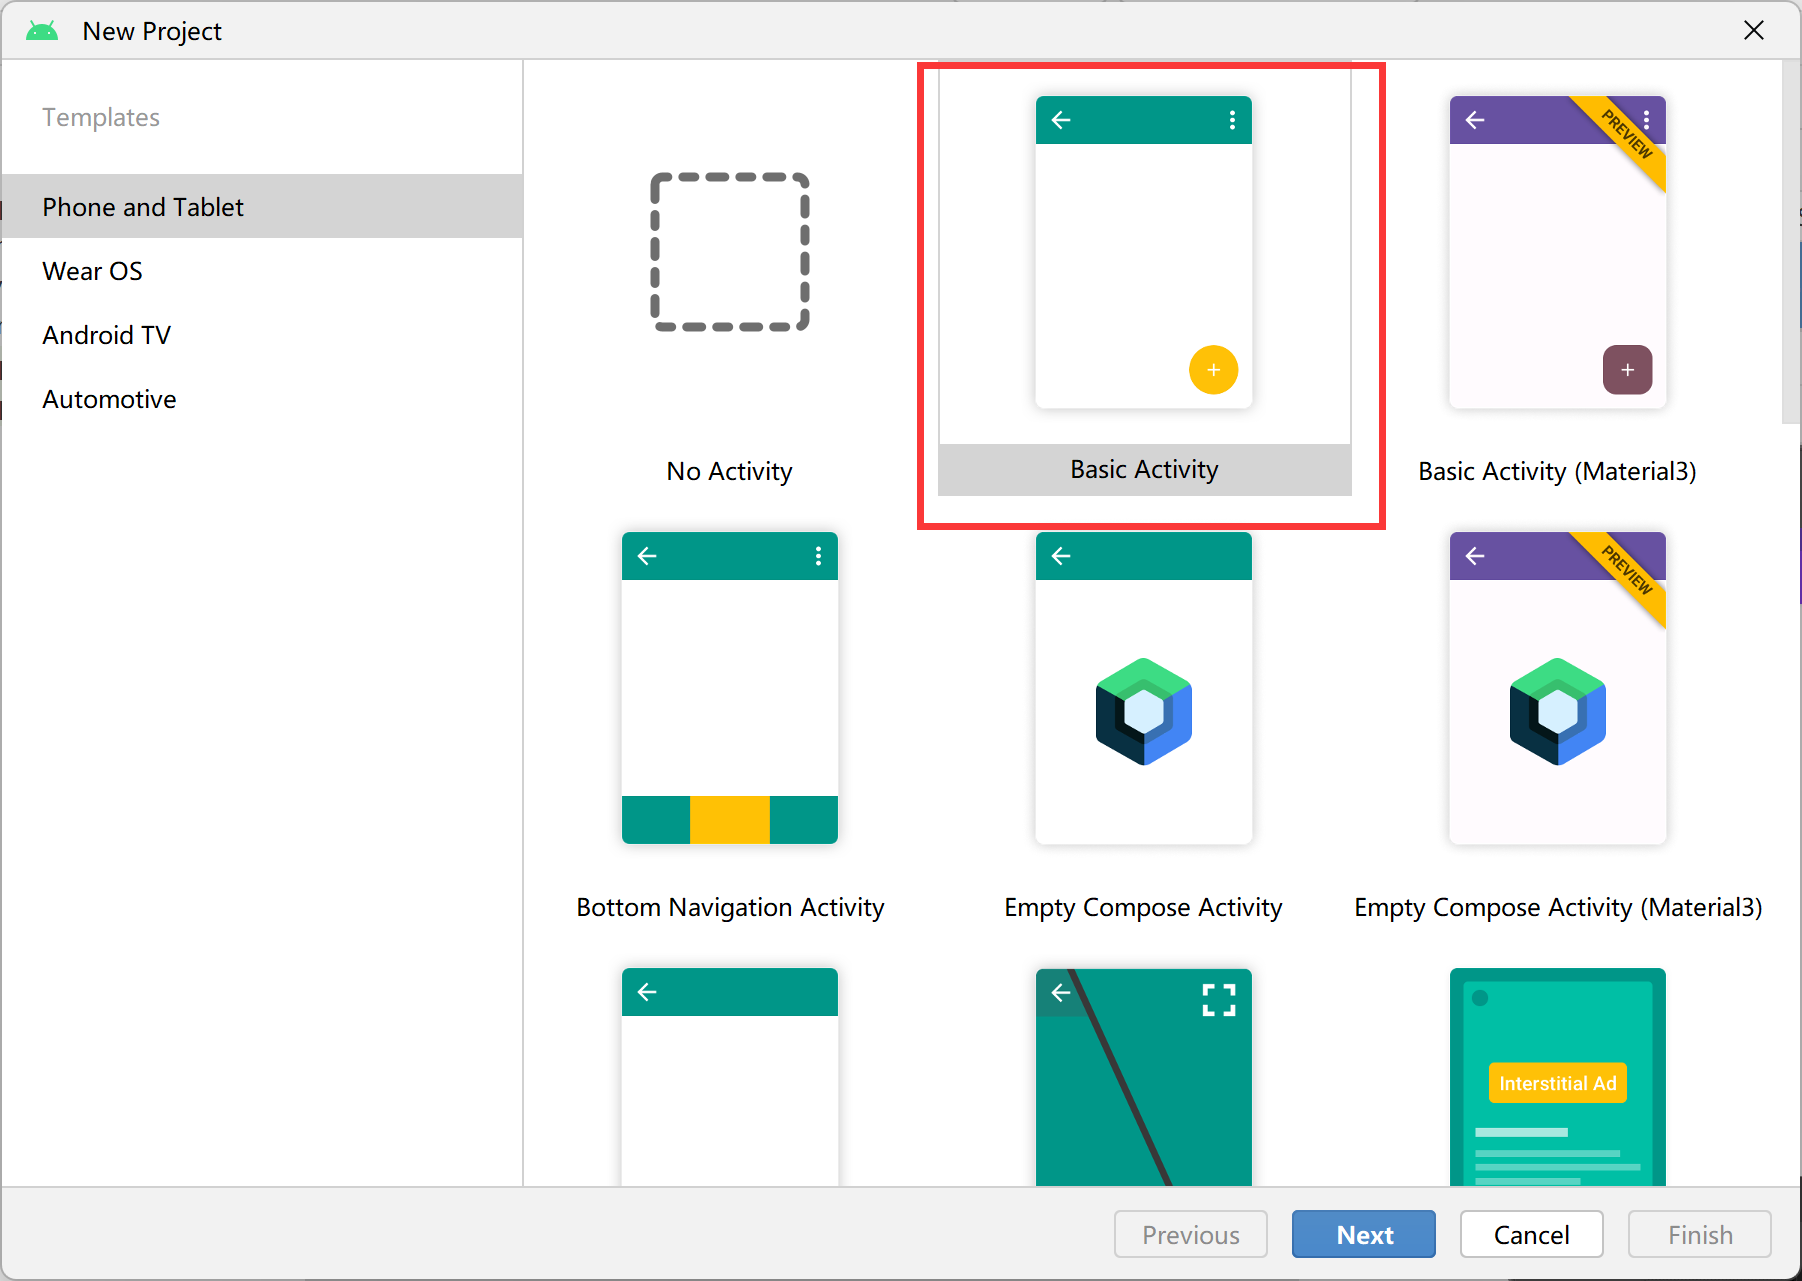 New Project
Templates
Phone and Tablet
Wear OS
Android TV
Automotive
PREVIEW
No Activity
Basic Activity
Basic Activity (Material3)
PREVIEW
Bottom Navigation Activity
Empty Compose Activity
Empty Compose Activity (Material3)
Interstitial Ad
Previous
Next
Cancel
Finish